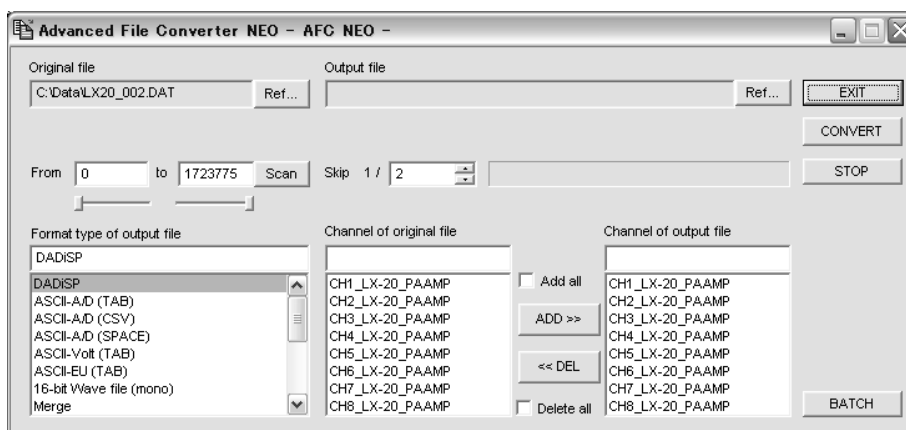 Advanced File Converter NEO - AFC NEO -
Original file
Output file
C:\Data\LX20_002.DAT
Ref...
Ref...
EXIT
CONVERT
From 0 to 1723775 Scan Skip 1 / 2
STOP
Format type of output file
DADiSP
DADiSP
ASCII-A/D (TAB)
ASCII-A/D (CSV)
ASCII-A/D (SPACE)
ASCII-Volt (TAB)
ASCII-EU (TAB)
16-bit Wave file (mono)
Merge
Channel of original file
CH1_LX-20_PAAMP
CH2_LX-20_PAAMP
CH3_LX-20_PAAMP
CH4_LX-20_PAAMP
CH5_LX-20_PAAMP
CH6_LX-20_PAAMP
CH7_LX-20_PAAMP
CH8_LX-20_PAAMP
Add all
ADD >>
<< DEL
Delete all
Channel of output file
CH1_LX-20_PAAMP
CH2_LX-20_PAAMP
CH3_LX-20_PAAMP
CH4_LX-20_PAAMP
CH5_LX-20_PAAMP
CH6_LX-20_PAAMP
CH7_LX-20_PAAMP
CH8_LX-20_PAAMP
BATCH